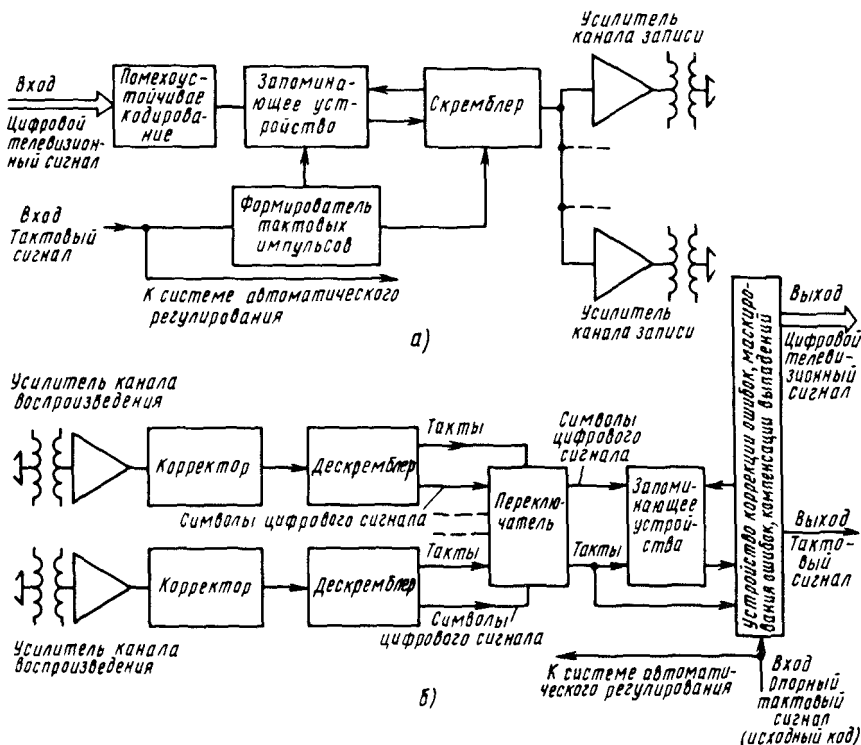 Усилитель
канала записи
Вход
Цифровой
телевизион-
ный сигнал
Помехоус-
тойчивае
кодирова-
ние
Запомина-
ющее уст-
ройство
Скремблер
Вход
Тактовый
сигнал
Формирователь
тактовых
импульсов
К системе автоматического
регулирования
Усилитель
канала записи
а)
Усилитель канала
воспроизведения
Корректор
Дескремблер
Такты
Символы цифрового сигнала
Символы
цифрового
сигнала
Переклю-
чатель
Запоми-
нающее
устрой-
ства
Такты
Такты
Корректор
Дескремблер
Символы
цифрового сигнала
Усилитель канала
воспроизведения
Устройство коррекции ошибок, маскиро-
вания ошибок, компенсации выпадений
Выход
Цифровой
телеви-
зионный
сигнал
Выход
Такто-
вый
сигнал
К системе автомати-
ческого регулирования
Вход
Опорный
тактовый
сигнал
(исходный код)
б)